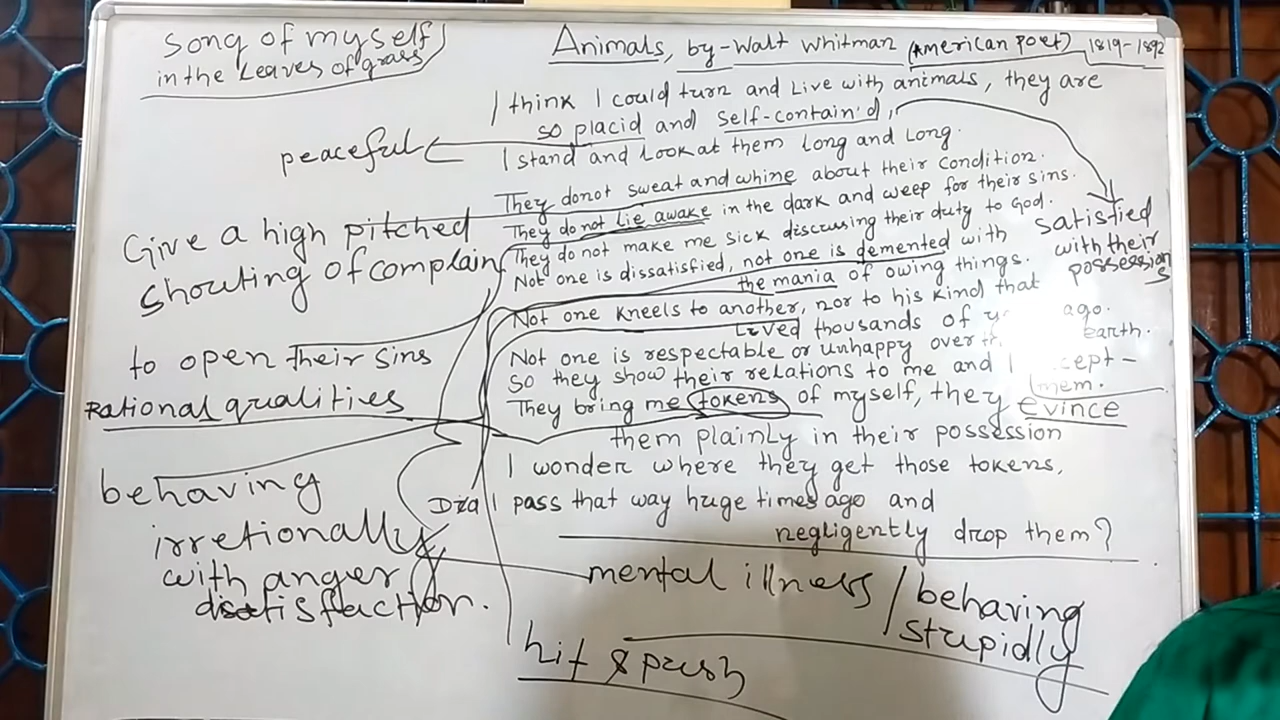 Song of myself
in the Leaves of grass
Animals, by-Walt Whitman (American Poet) 1819-1892
I think I could turn and Live with animals, they are
so placid and self-contain'd,
peaceful
I stand and Look at them long and Long.
They donot sweat and whine about their condition.
They do not lie awake in the dark and weep for their sins.
They do not make me sick discussing their duty to God.
Not one is dissatisfied, not one is demented with
the mania of owing things.
Satisfied
with their
possessions
Give a high pitched
shouting of complain
Not one kneels to another, nor to his kind that
Lived thousands of ago.
Not one is respectable or unhappy over earth.
So they show their relations to me and I
them.
They bring me tokens of myself, they evince
them plainly in their possession
to open their sins
Rational qualities
I wonder where they get those tokens,
Did I pass that way huge times ago and
negligently drop them?
behaving
irretionally
with anger
dsatisfaction.
mental illness / behaving
stupidly
hit & push